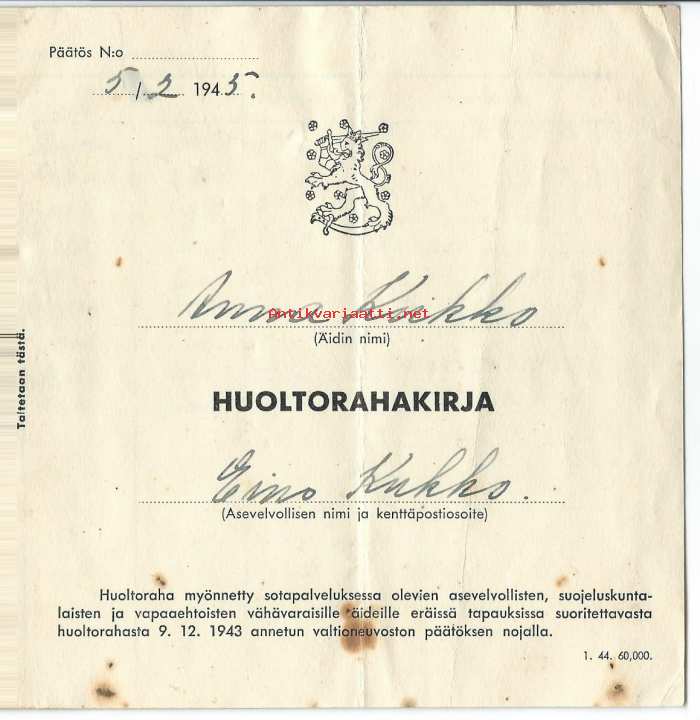 Päätös N:o
5 / 2 1945.
Anna Kukko
Antikvariaatti.net
(Äidin nimi)
HUOLTORAHAKIRJA
Eino Kukko.
(Asevelvollisen nimi ja kenttäpostiosoite)
Taitetaan tästä.
Huoltoraha myönnetty sotapalveluksessa olevien asevelvollisten, suojeluskunta-
laisten ja vapaaehtoisten vähävaraisille äideille eräissä tapauksissa suoritettavasta
huoltorahasta 9. 12. 1943 annetun valtioneuvoston päätöksen nojalla.
1. 44. 60,000.